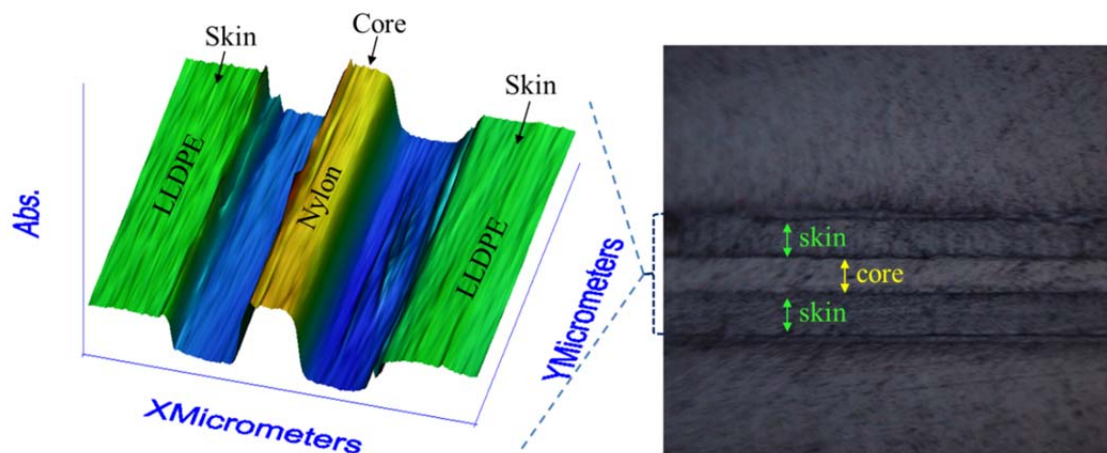 Skin
Core
Skin
LLDPE
Nylon
LLDPE
Abs.
XMicrometers
YMicrometers
skin
core
skin